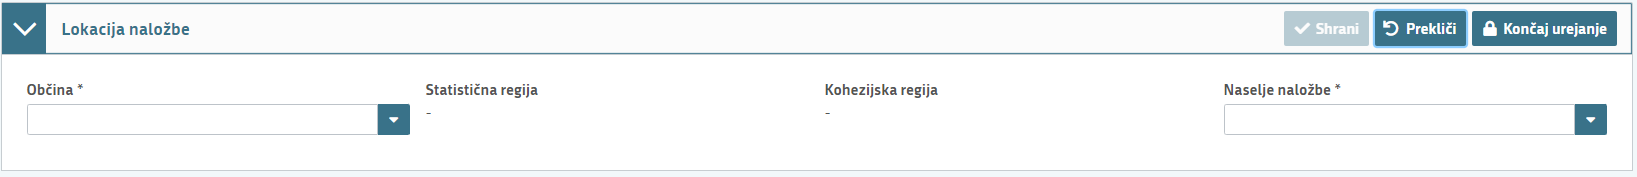 Lokacija naložbe
Shrani
Prekliči
Končaj urejanje
Občina *
Statistična regija
Kohezijska regija
Naselje naložbe *
-
-